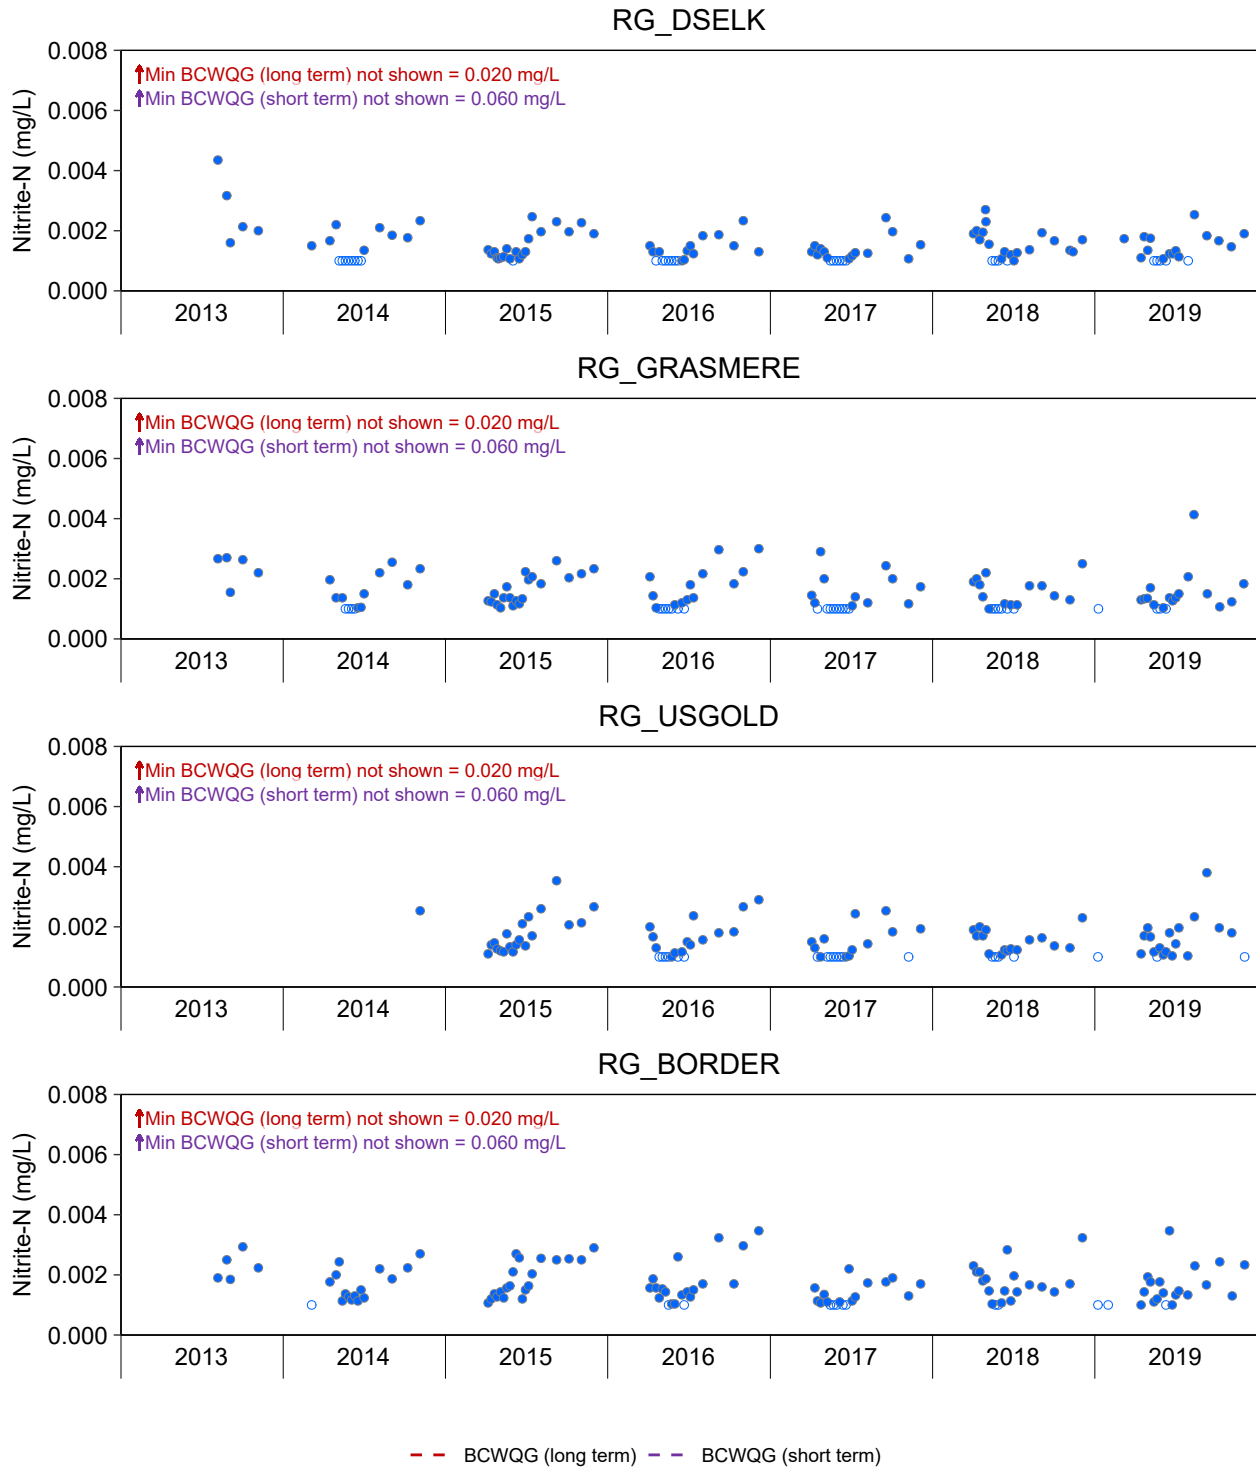 RG_DSELK
Nitrite-N (mg/L)
0.008
0.006
0.004
0.002
0.000
Min BCWQG (long term) not shown = 0.020 mg/L
Min BCWQG (short term) not shown = 0.060 mg/L
2013 2014 2015 2016 2017 2018 2019
RG_GRASMERE
Nitrite-N (mg/L)
0.008
0.006
0.004
0.002
0.000
Min BCWQG (long term) not shown = 0.020 mg/L
Min BCWQG (short term) not shown = 0.060 mg/L
2013 2014 2015 2016 2017 2018 2019
RG_USGOLD
Nitrite-N (mg/L)
0.008
0.006
0.004
0.002
0.000
Min BCWQG (long term) not shown = 0.020 mg/L
Min BCWQG (short term) not shown = 0.060 mg/L
2013 2014 2015 2016 2017 2018 2019
RG_BORDER
Nitrite-N (mg/L)
0.008
0.006
0.004
0.002
0.000
Min BCWQG (long term) not shown = 0.020 mg/L
Min BCWQG (short term) not shown = 0.060 mg/L
2013 2014 2015 2016 2017 2018 2019
BCWQG (long term) BCWQG (short term)